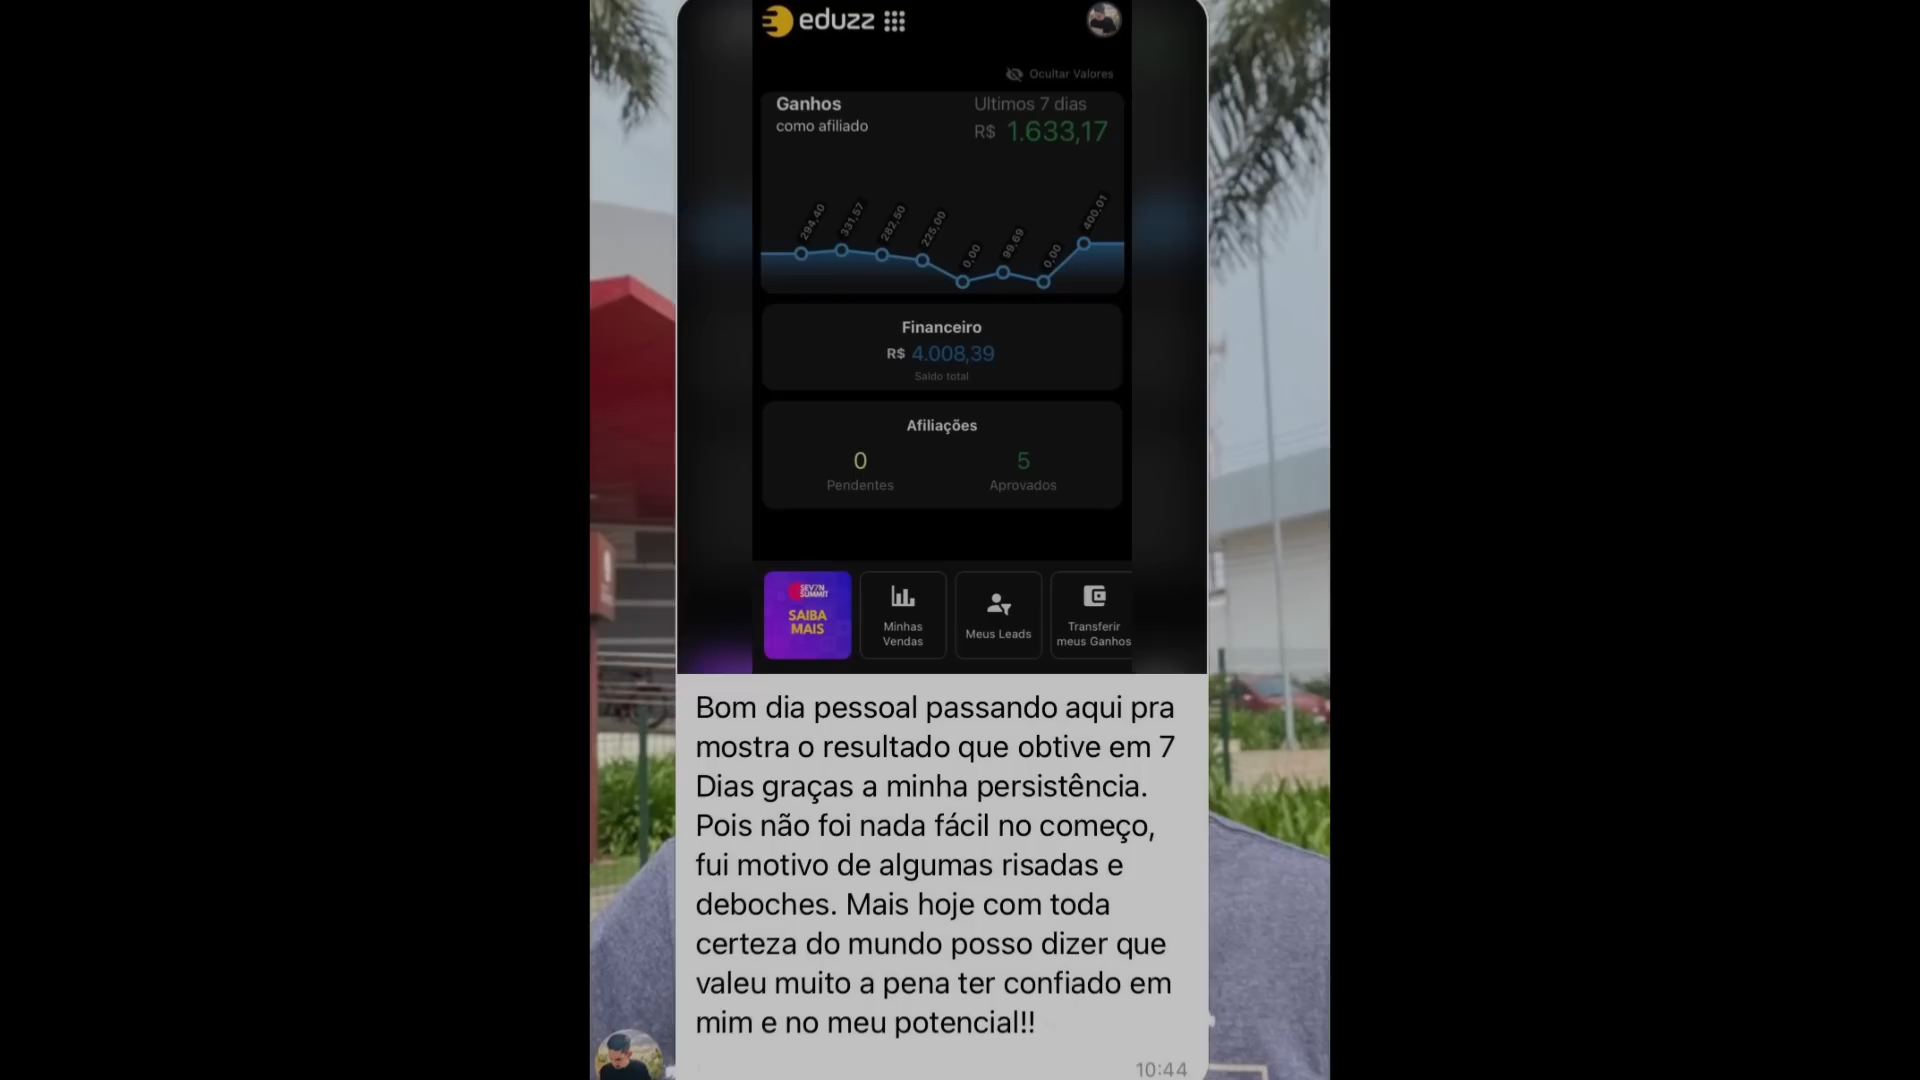 eduzz
Ocultar Valores
Ganhos
como afiliado
Ultimos 7 dias
R$ 1.633,17
294,40
331,57
282,50
225,00
0,00
99,69
0,00
400,01
Financeiro
R$ 4.008,39
Saldo total
Afiliações
0
Pendentes
5
Aprovados
SEV7N
SUMMIT
SAIBA
MAIS
Minhas
Vendas
Meus Leads
Transferir
meus Ganhos
Bom dia pessoal passando aqui pra
mostra o resultado que obtive em 7
Dias graças a minha persistência.
Pois não foi nada fácil no começo,
fui motivo de algumas risadas e
deboches. Mais hoje com toda
certeza do mundo posso dizer que
valeu muito a pena ter confiado em
mim e no meu potencial!!
10:44